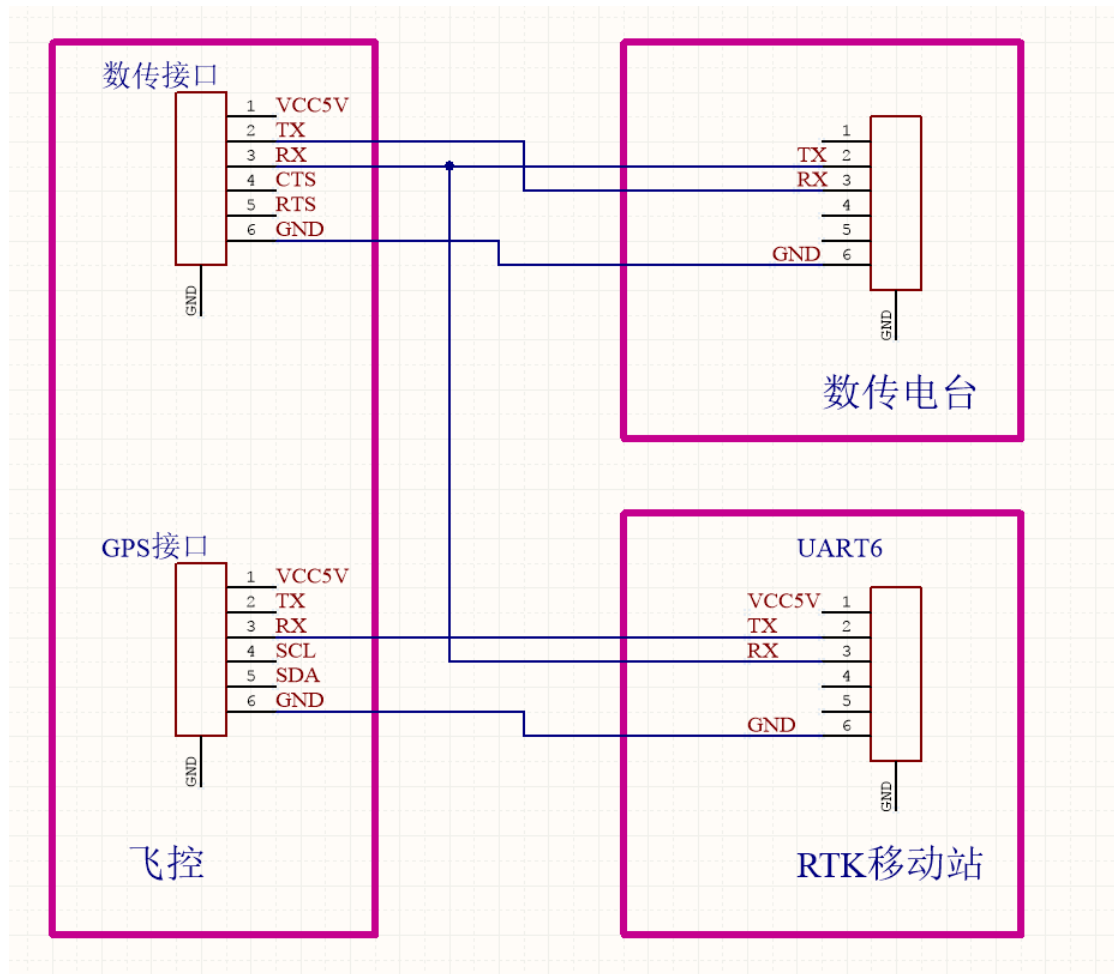 数传接口
1 VCC5V
2 TX
3 RX
4 CTS
5 RTS
6 GND
GND
1
TX 2
RX 3
4
5
GND 6
GND
数传电台
GPS接口
1 VCC5V
2 TX
3 RX
4 SCL
5 SDA
6 GND
GND
飞控
UART6
VCC5V 1
TX 2
RX 3
4
5
GND 6
GND
RTK移动站